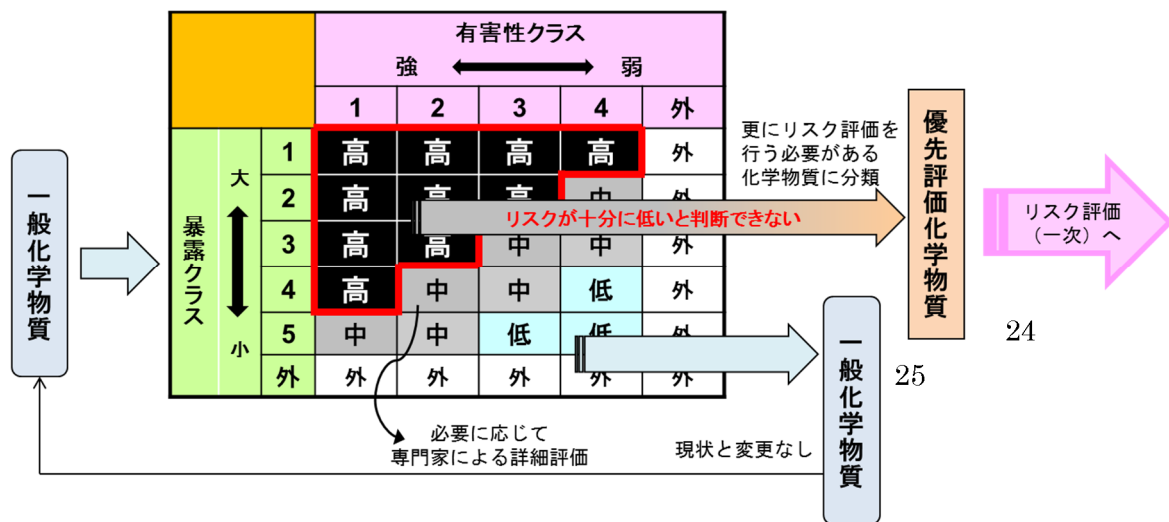 有害性クラス
強 弱
1 2 3 4 外
暴露クラス
大
小
1 高 高 高 高 外
2 高 高 高 中 外
3 高 高 中 中 外
4 高 中 中 低 外
5 中 中 低 低 外
外 外 外 外 外 外
一般化学物質
リスクが十分に低いと判断できない
更にリスク評価を
行う必要がある
化学物質に分類
優先評価化学物質
リスク評価
（一次）へ
24
一般化学物質
25
必要に応じて
専門家による詳細評価
現状と変更なし